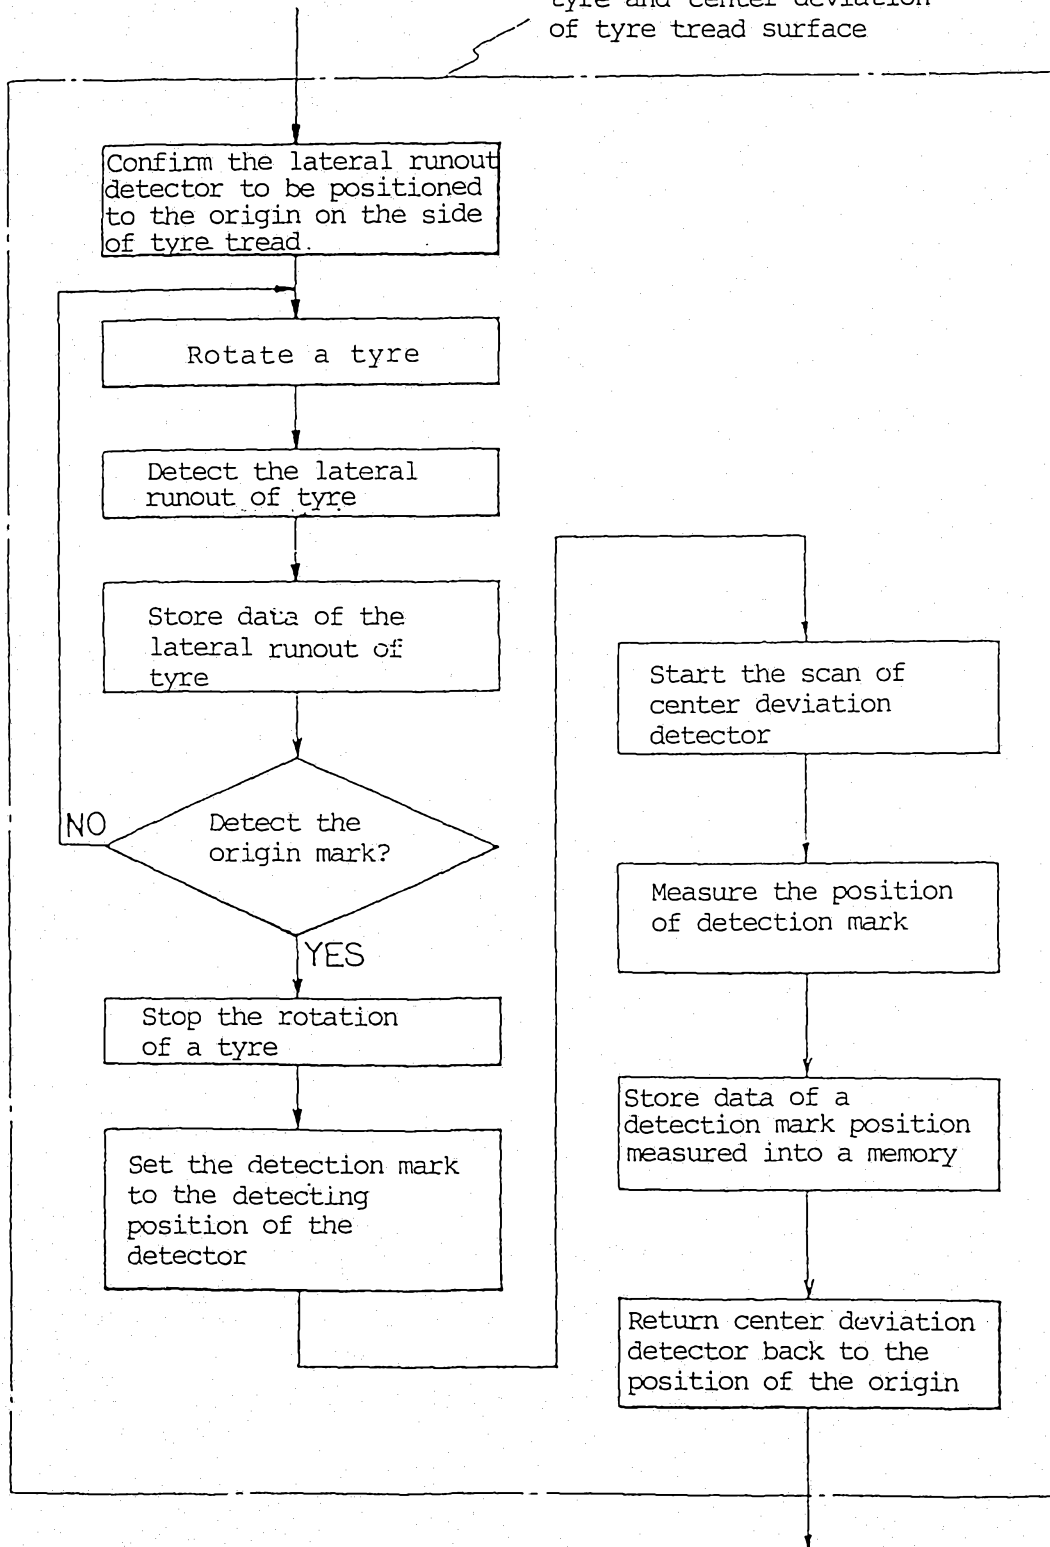 tyre and center deviation
of tyre tread surface
Confirm the lateral runout
detector to be positioned
to the origin on the side
of tyre tread.
Rotate a tyre
Detect the lateral
runout of tyre
Store data of the
lateral runout of
tyre
Detect the
origin mark?
NO
YES
Stop the rotation
of a tyre
Set the detection mark
to the detecting
position of the
detector
Start the scan of
center deviation
detector
Measure the position
of detection mark
Store data of a
detection mark position
measured into a memory
Return center deviation
detector back to the
position of the origin